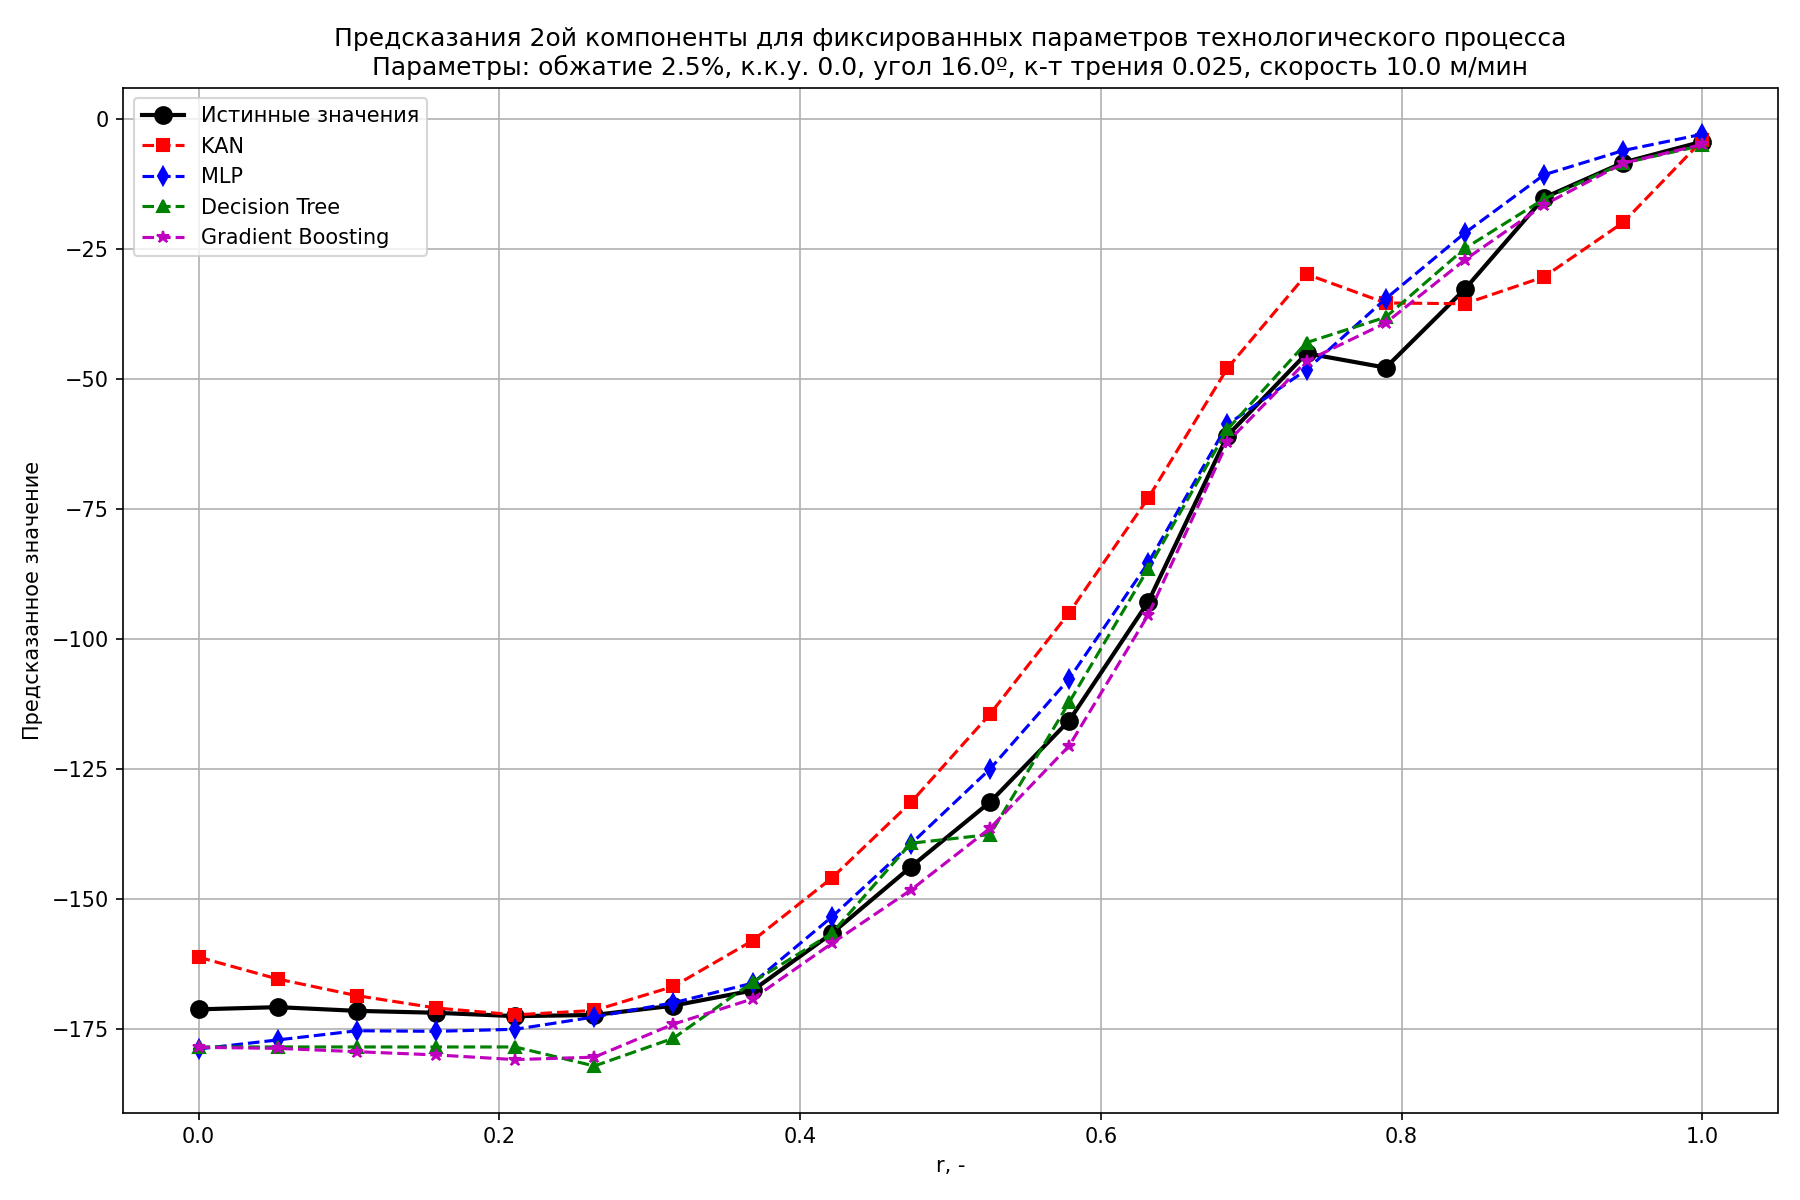 Предсказания 2ой компоненты для фиксированных параметров технологического процесса
Параметры: обжатие 2.5%, к.к.у. 0.0, угол 16.0º, к-т трения 0.025, скорость 10.0 м/мин
Истинные значения
KAN
MLP
Decision Tree
Gradient Boosting
Предсказанное значение
0
−25
−50
−75
−100
−125
−150
−175
0.0
0.2
0.4
0.6
0.8
1.0
r, -